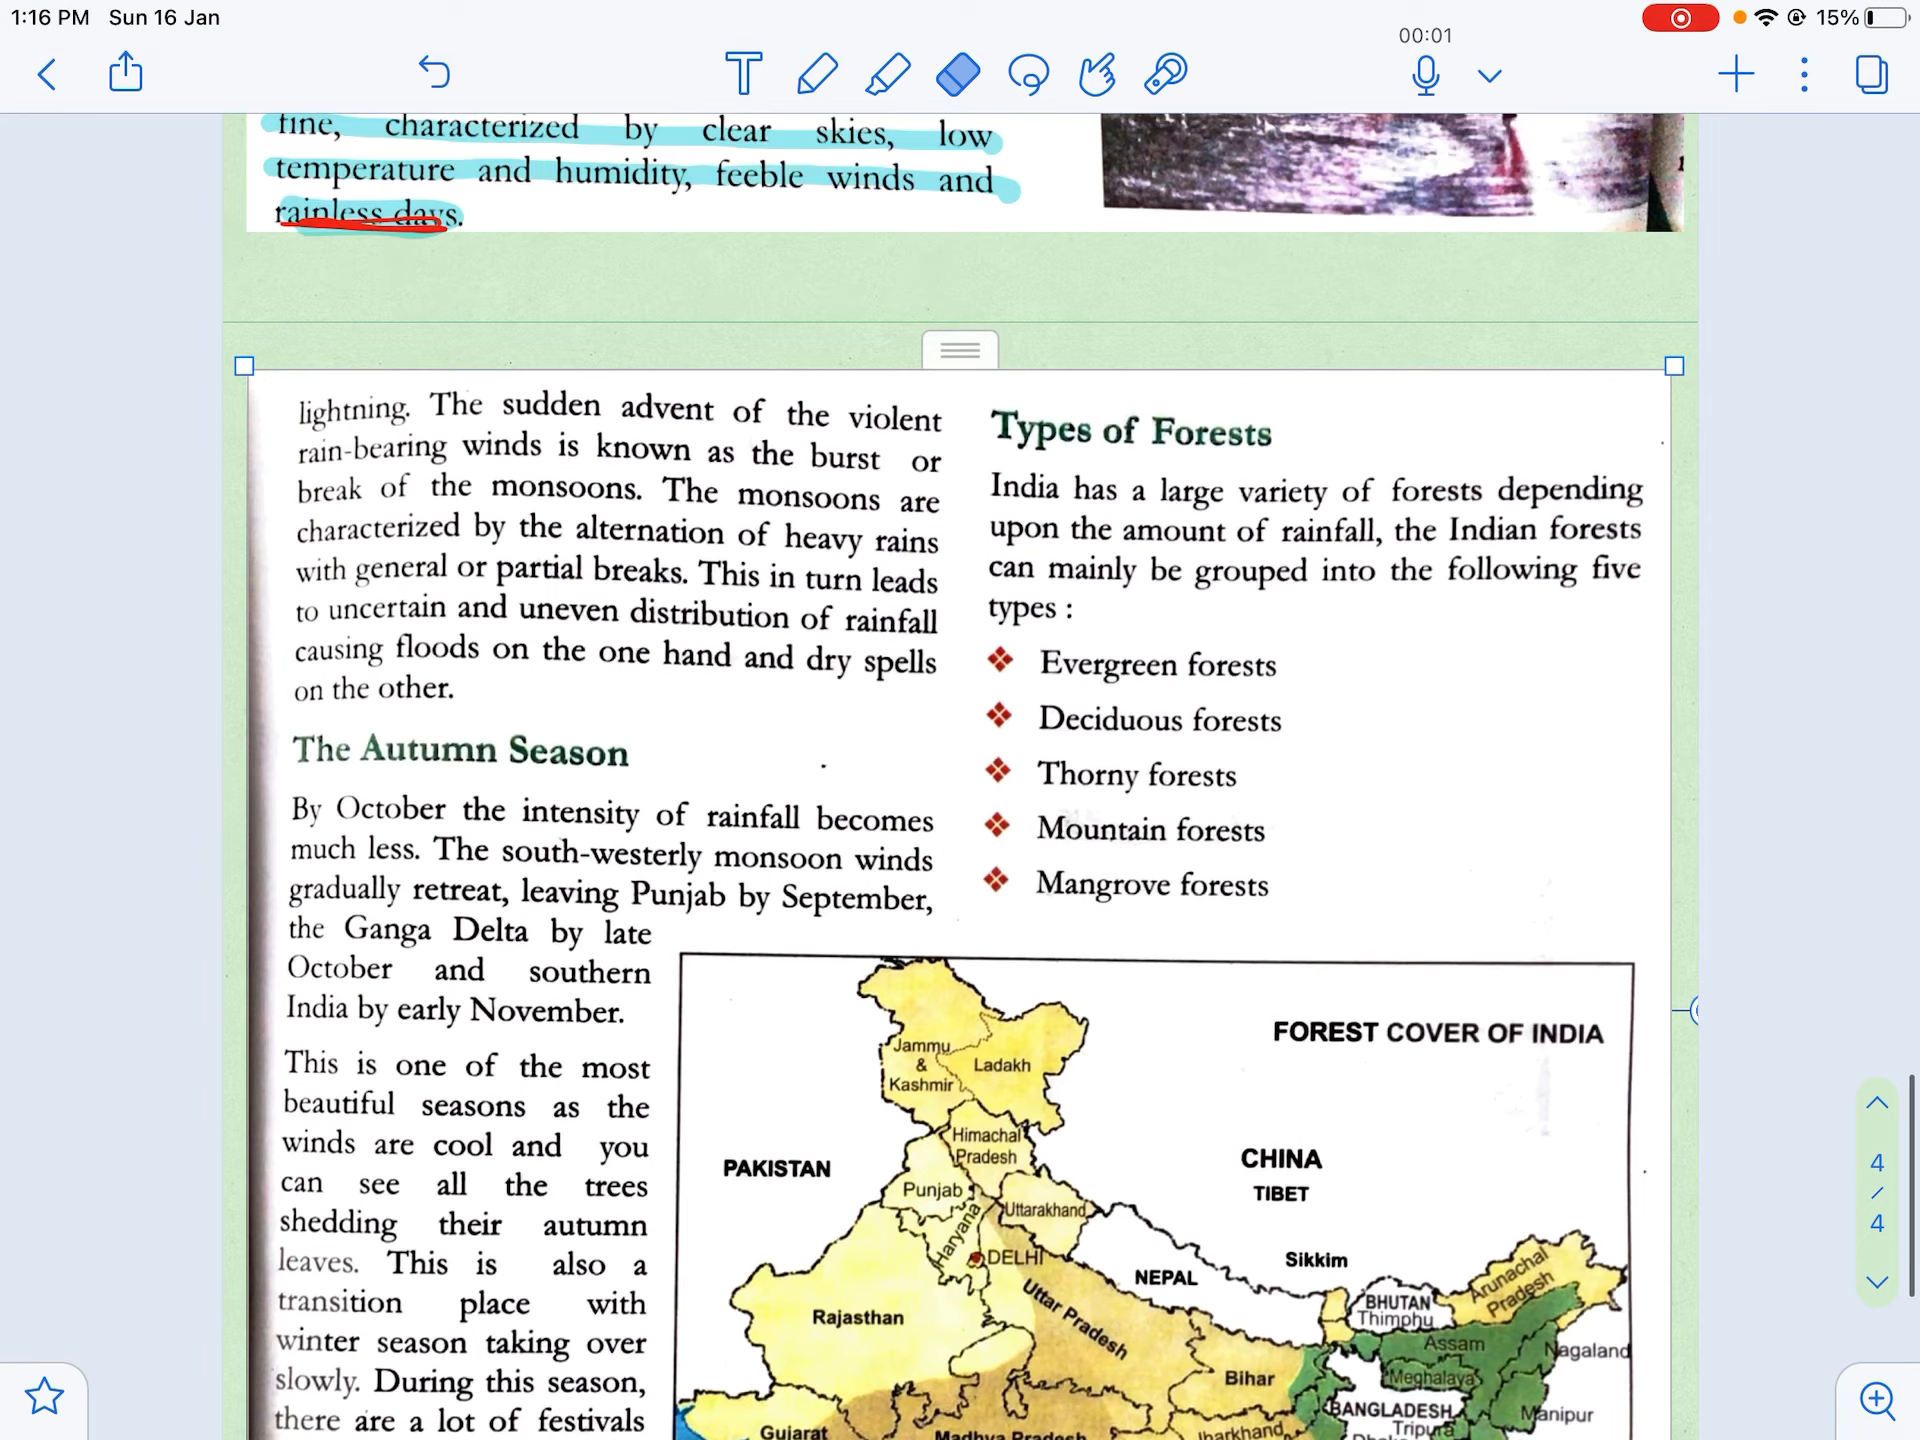 1:16 PM Sun 16 Jan
15%
00:01
fine, characterized by clear skies, low
temperature and humidity, feeble winds and
rainless days.
lightning. The sudden advent of the violent
rain-bearing winds is known as the burst or
break of the monsoons. The monsoons are
characterized by the alternation of heavy rains
with general or partial breaks. This in turn leads
to uncertain and uneven distribution of rainfall
causing floods on the one hand and dry spells
on the other.
The Autumn Season
By October the intensity of rainfall becomes
much less. The south-westerly monsoon winds
gradually retreat, leaving Punjab by September,
the Ganga Delta by late
October and southern
India by early November.
This is one of the most
beautiful seasons as the
winds are cool and you
can see all the trees
shedding their autumn
leaves. This is also a
transition place with
winter season taking over
slowly. During this season,
there are a lot of festivals
Types of Forests
India has a large variety of forests depending
upon the amount of rainfall, the Indian forests
can mainly be grouped into the following five
types :
❖ Evergreen forests
❖ Deciduous forests
❖ Thorny forests
❖ Mountain forests
❖ Mangrove forests
FOREST COVER OF INDIA
Jammu
&
Kashmir
Ladakh
Himachal
Pradesh
PAKISTAN
CHINA
TIBET
Punjab
Uttarakhand
Haryana
DELHI
Sikkim
NEPAL
Arunachal
Pradesh
Uttar Pradesh
BHUTAN
Thimphu
Rajasthan
Assam
Nagaland
Bihar
Meghalaya
BANGLADESH
Manipur
Tripura
Gujarat
Madhya Pradesh
Jharkhand
4
/
4